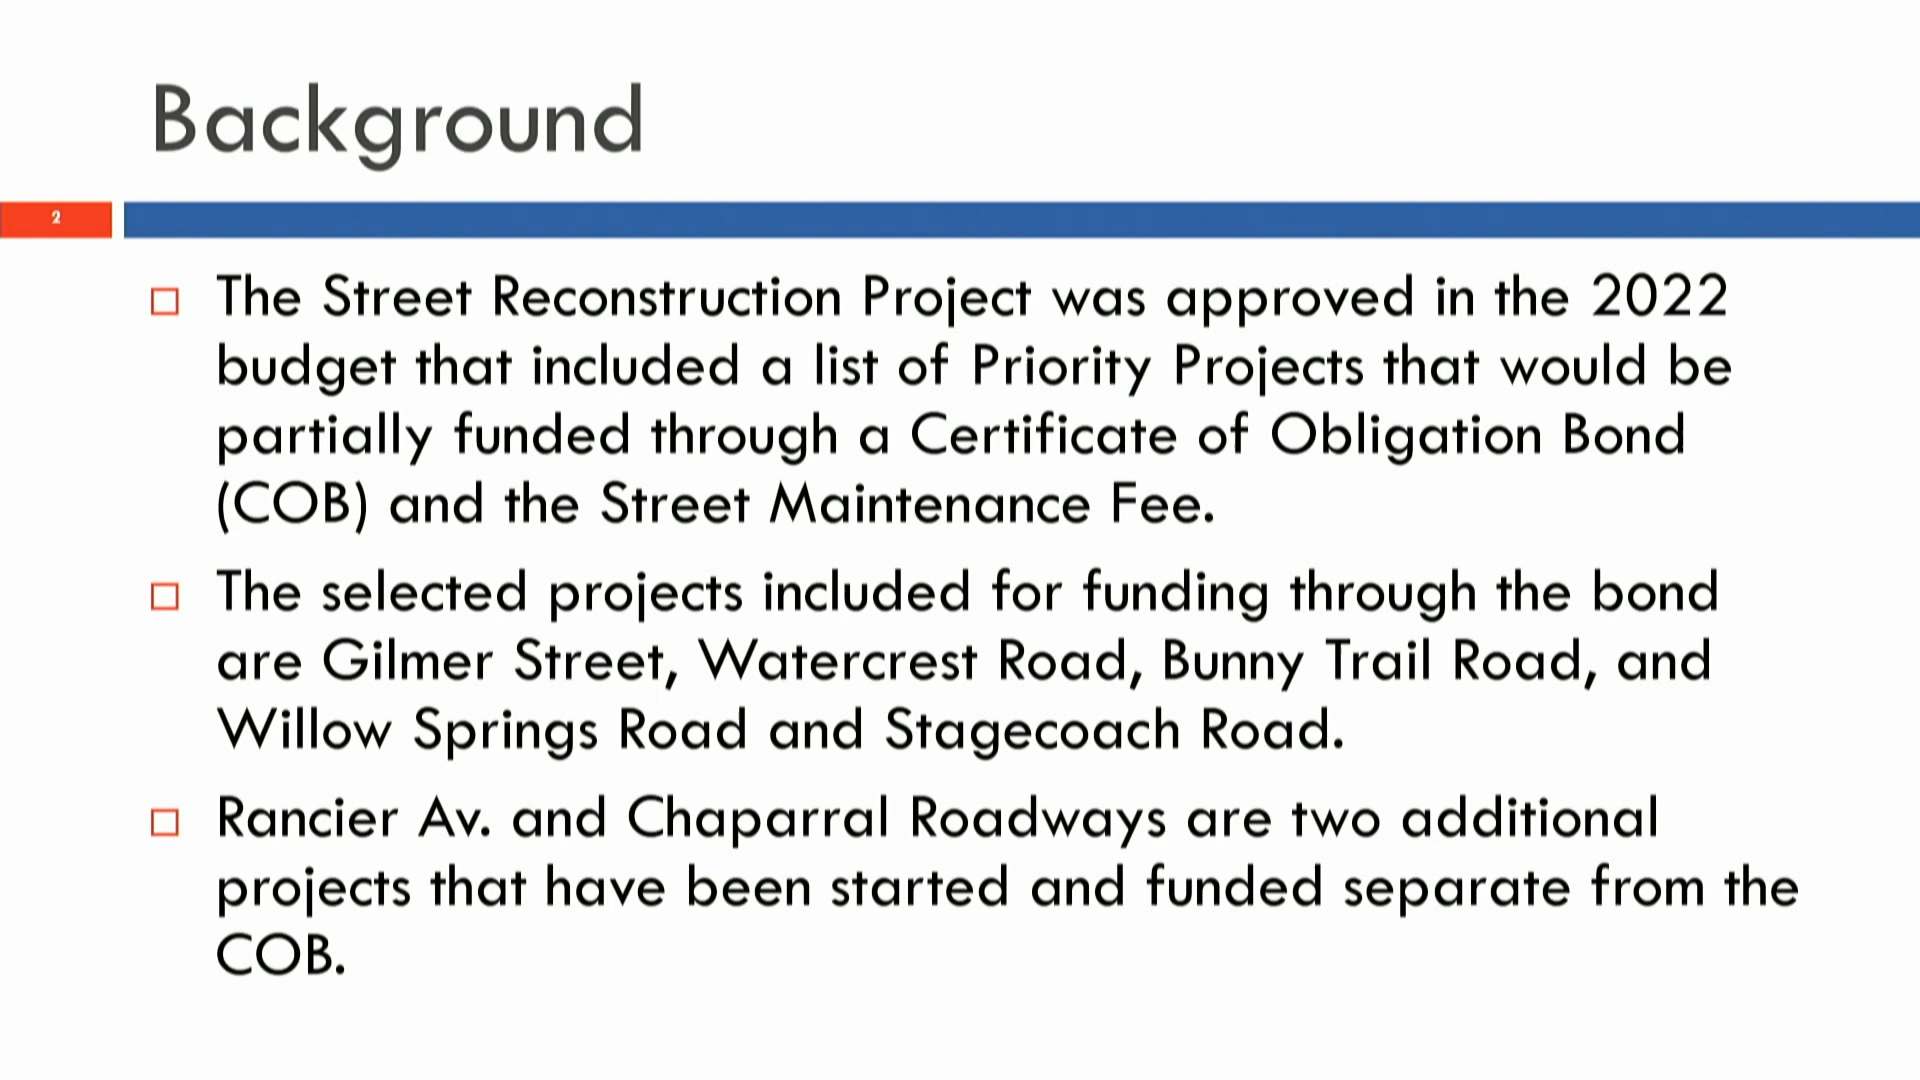 Background
2
The Street Reconstruction Project was approved in the 2022
budget that included a list of Priority Projects that would be
partially funded through a Certificate of Obligation Bond
(COB) and the Street Maintenance Fee.
The selected projects included for funding through the bond
are Gilmer Street, Watercrest Road, Bunny Trail Road, and
Willow Springs Road and Stagecoach Road.
Rancier Av. and Chaparral Roadways are two additional
projects that have been started and funded separate from the
COB.